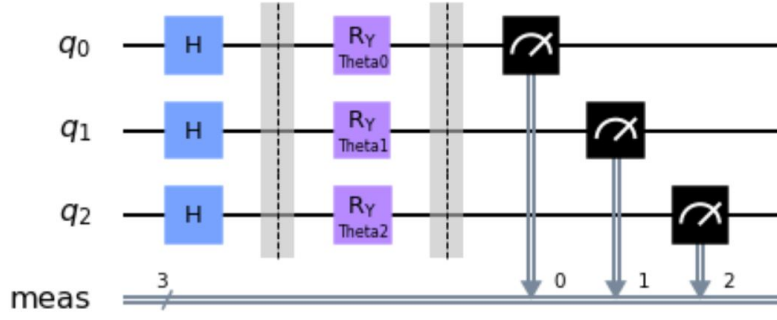 q0 H RY Theta0
q1 H RY Theta1
q2 H RY Theta2
meas 3 0 1 2